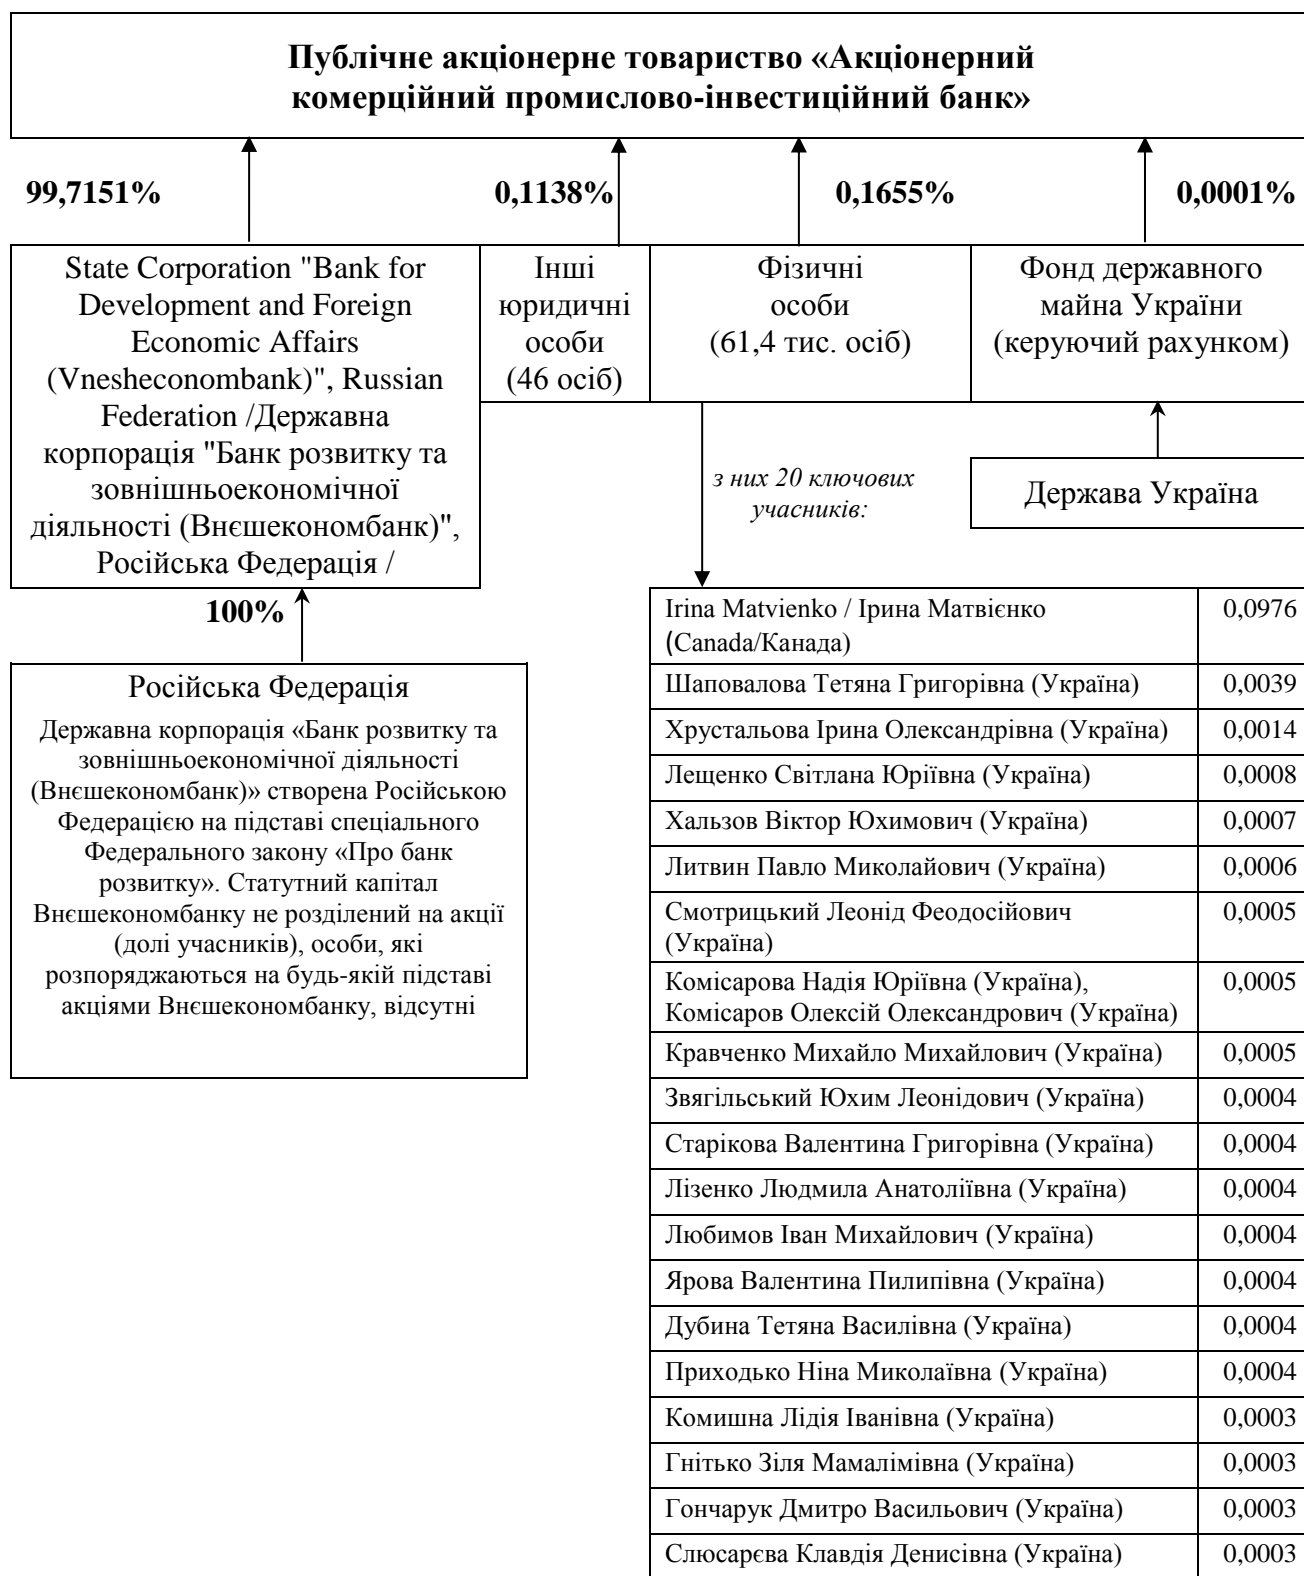 Публічне акціонерне товариство «Акціонерний
комерційний промислово-інвестиційний банк»
99,7151%
0,1138%
0,1655%
0,0001%
State Corporation "Bank for
Development and Foreign
Economic Affairs
(Vnesheconombank)", Russian
Federation /Державна
корпорація "Банк розвитку та
зовнішньоекономічної
діяльності (Внєшекономбанк)",
Російська Федерація /
Інші
юридичні
особи
(46 осіб)
Фізичні
особи
(61,4 тис. осіб)
Фонд державного
майна України
(керуючий рахунком)
з них 20 ключових
учасників:
Держава Україна
100%
Російська Федерація
Державна корпорація «Банк розвитку та
зовнішньоекономічної діяльності
(Внєшекономбанк)» створена Російською
Федерацією на підставі спеціального
Федерального закону «Про банк
розвитку». Статутний капітал
Внєшекономбанку не розділений на акції
(долі учасників), особи, які
розпоряджаються на будь-якій підставі
акціями Внєшекономбанку, відсутні
Irina Matvienko / Ірина Матвієнко 0,0976
(Canada/Канада)
Шаповалова Тетяна Григорівна (Україна) 0,0039
Хрустальова Ірина Олександрівна (Україна) 0,0014
Лещенко Світлана Юріївна (Україна) 0,0008
Хальзов Віктор Юхимович (Україна) 0,0007
Литвин Павло Миколайович (Україна) 0,0006
Смотрицький Леонід Феодосійович 0,0005
(Україна)
Комісарова Надія Юріївна (Україна), 0,0005
Комісаров Олексій Олександрович (Україна)
Кравченко Михайло Михайлович (Україна) 0,0005
Звягільський Юхим Леонідович (Україна) 0,0004
Старікова Валентина Григорівна (Україна) 0,0004
Лізенко Людмила Анатоліївна (Україна) 0,0004
Любимов Іван Михайлович (Україна) 0,0004
Ярова Валентина Пилипівна (Україна) 0,0004
Дубина Тетяна Василівна (Україна) 0,0004
Приходько Ніна Миколаївна (Україна) 0,0004
Комишна Лідія Іванівна (Україна) 0,0003
Гнітько Зіля Мамалімівна (Україна) 0,0003
Гончарук Дмитро Васильович (Україна) 0,0003
Слюсарєва Клавдія Денисівна (Україна) 0,0003